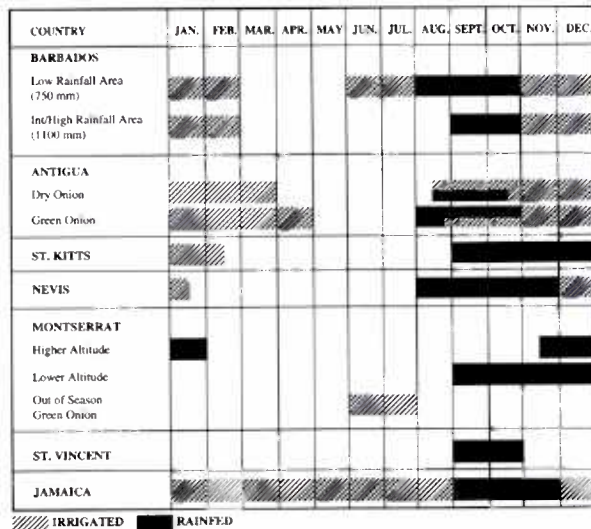 COUNTRY JAN. FEB. MAR. APR. MAY JUN. JUL. AUG. SEPT. OCT. NOV. DEC.
BARBADOS
Low Rainfall Area
(750 mm)
Int/High Rainfall Area
(1100 mm)
ANTIGUA
Dry Onion
Green Onion
ST. KITTS
NEVIS
MONTSERRAT
Higher Altitude
Lower Altitude
Out of Season
Green Onion
ST. VINCENT
JAMAICA
IRRIGATED RAINFED